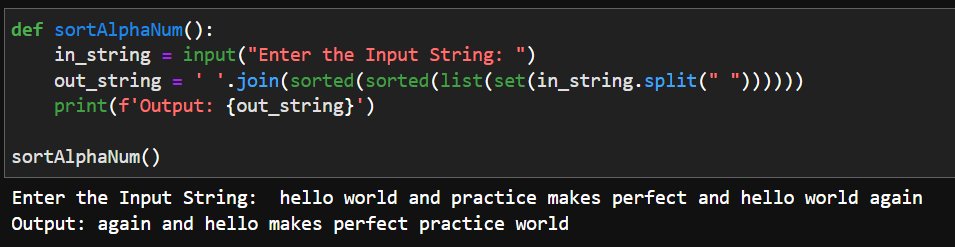 def sortAlphaNum():
    in_string = input("Enter the Input String: ")
    out_string = ' '.join(sorted(sorted(list(set(in_string.split(" "))))))
    print(f'Output: {out_string}')
sortAlphaNum()
Enter the Input String:  hello world and practice makes perfect and hello world again
Output: again and hello makes perfect practice world